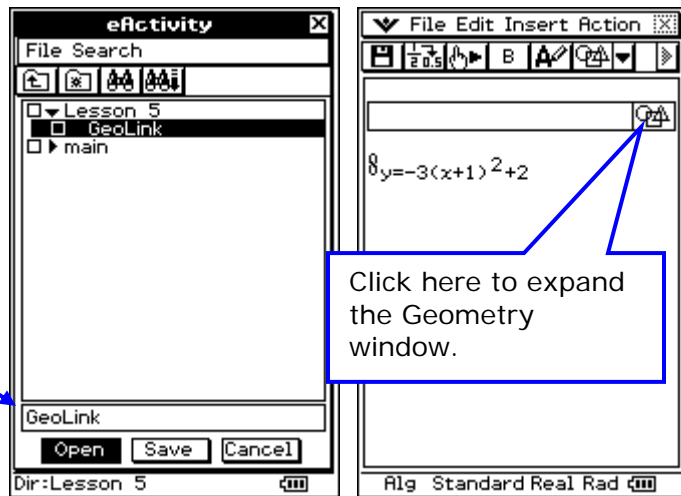 eActivity X
File Search
Lesson 5
GeoLink
main
GeoLink
Open Save Cancel
Dir:Lesson 5
File Edit Insert Action
B
y=-3(x+1)²+2
Click here to expand
the Geometry
window.
Alg Standard Real Rad